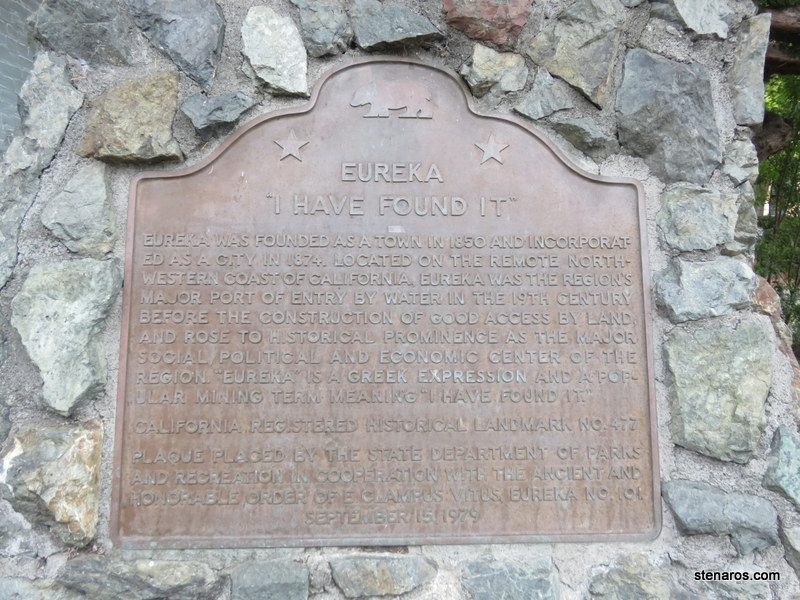 EUREKA
"I HAVE FOUND IT"
EUREKA WAS FOUNDED AS A TOWN IN 1850 AND INCORPORAT-
ED AS A CITY IN 1874. LOCATED ON THE REMOTE NORTH-
WESTERN COAST OF CALIFORNIA, EUREKA WAS THE REGION'S
MAJOR PORT OF ENTRY BY WATER IN THE 19TH CENTURY
BEFORE THE CONSTRUCTION OF GOOD ACCESS BY LAND
AND ROSE TO HISTORICAL PROMINENCE AS THE MAJOR
SOCIAL, POLITICAL AND ECONOMIC CENTER OF THE
REGION. "EUREKA" IS A GREEK EXPRESSION AND A POP-
ULAR MINING TERM MEANING "I HAVE FOUND IT."
CALIFORNIA REGISTERED HISTORICAL LANDMARK NO. 477
PLAQUE PLACED BY THE STATE DEPARTMENT OF PARKS
AND RECREATION IN COOPERATION WITH THE ANCIENT AND
HONORABLE ORDER OF E CLAMPUS VITUS, EUREKA NO. 101.
SEPTEMBER 15, 1979
stenaros.com